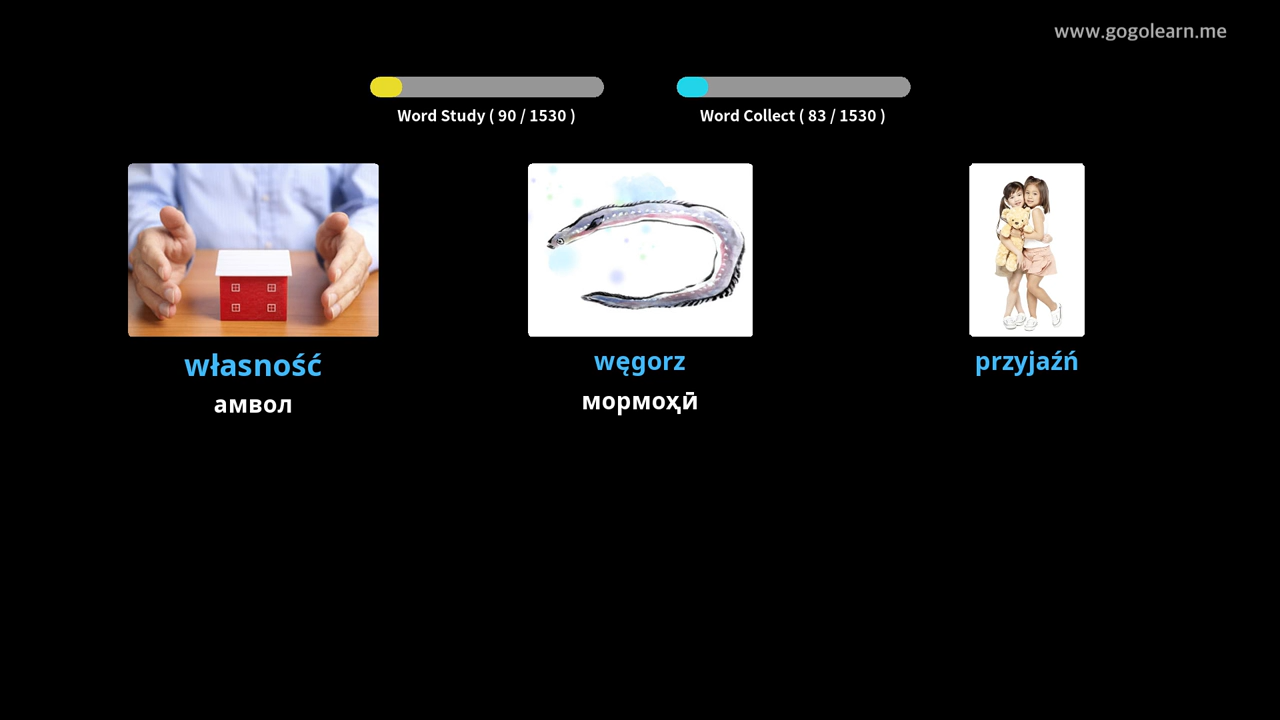 www.gogolearn.me
Word Study ( 90 / 1530 )
Word Collect ( 83 / 1530 )
własność
węgorz
przyjaźń
амвол
мормоҳӣ